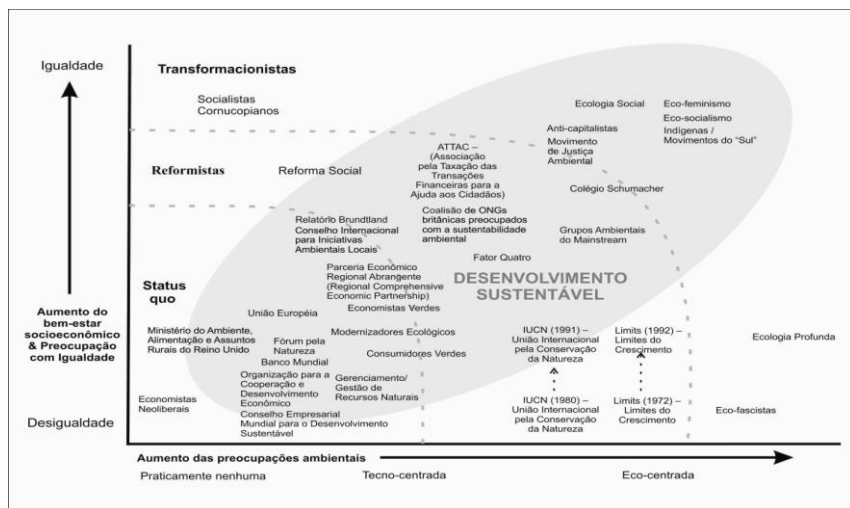 Igualdade
Transformacionistas
Socialistas
Cornucopianos
Ecologia Social
Eco-feminismo
Eco-socialismo
Indígenas /
Movimentos do “Sul”
Anti-capitalistas
Movimento
de Justiça
Ambiental
ATTAC –
(Associação
pela Taxação das
Transações
Financeiras para a
Ajuda aos Cidadãos)
Reformistas
Reforma Social
Colégio Schumacher
Relatório Brundtland
Conselho Internacional
para Iniciativas
Ambientais Locais
Coalisão de ONGs
britânicas preocupados
com a sustentabilidade
ambiental
Grupos Ambientais
do Mainstream
Fator Quatro
Parceria Econômico
Regional Abrangente
(Regional Comprehensive
Economic Partnership)
DESENVOLVIMENTO
SUSTENTÁVEL
Status
quo
Economistas Verdes
União Européia
Aumento do
bem-estar
socioeconômico
& Preocupação
com Igualdade
Ministério do Ambiente,
Alimentação e Assuntos
Rurais do Reino Unido
Fórum pela
Natureza
Modernizadores Ecológicos
Banco Mundial
Consumidores Verdes
IUCN (1991) –
União Internacional
pela Conservação
da Natureza
Limits (1992) –
Limites do
Crescimento
Ecologia Profunda
Organização para a
Cooperação e
Desenvolvimento
Econômico
Conselho Empresarial
Mundial para o Desenvolvimento
Sustentável
Gerenciamento/
Gestão de
Recursos Naturais
Economistas
Neoliberais
IUCN (1980) –
União Internacional
pela Conservação
da Natureza
Limits (1972) –
Limites do
Crescimento
Eco-fascistas
Desigualdade
Aumento das preocupações ambientais
Praticamente nenhuma
Tecno-centrada
Eco-centrada